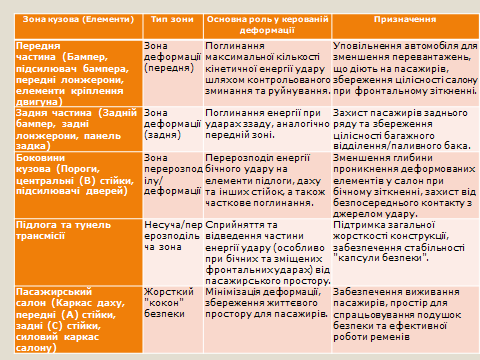 Зона кузова (Елементи)
Тип зони
Основна роль у керованій
деформації
Призначення
Передня
частина (Бампер,
підсилювач бампера,
передні лонжерони,
елементи кріплення
двигуна)
Зона
деформації
(передня)
Поглинання
максимальної кількості
кінетичної енергії удару
шляхом контрольованого
зминання та руйнування.
Уповільнення автомобіля для
зменшення перевантажень,
що діють на пасажирів,
збереження цілісності салону
при фронтальному зіткненні.
Задня частина (Задній
бампер, задні
лонжерони, панель
задка)
Зона
деформації
(задня)
Поглинання енергії при
ударах ззаду, аналогічно
передній зоні.
Захист пасажирів заднього
ряду та збереження
цілісності багажного
відділення/паливного бака.
Боковини
кузова (Пороги,
центральні (B) стійки,
підсилювачі дверей)
Зона
перерозпод
ілу/
деформації
Перерозподіл енергії
бічного удару на
елементи підлоги, даху
та інших стійок, а також
часткове поглинання.
Зменшення глибини
проникнення деформованих
елементів у салон при
бічному зіткненні, захист від
безпосереднього контакту з
джерелом удару.
Підлога та тунель
трансмісії
Несуча/пер
ерозподіль
ча зона
Сприйняття та
відведення частини
енергії удару (особливо
при бічних та зміщених
фронтальних ударах) від
пасажирського простору.
Підтримка загальної
жорсткості конструкції,
забезпечення стабільності
"капсули безпеки".
Пасажирський
салон (Каркас даху,
передні (А) стійки,
задні (С) стійки,
силовий каркас
салону)
Жорсткий
"кокон"
безпеки
Мінімізація деформації,
збереження життєвого
простору для пасажирів.
Забезпечення виживання
пасажирів, простір для
спрацьовування подушок
безпеки та ефективної
роботи ременів